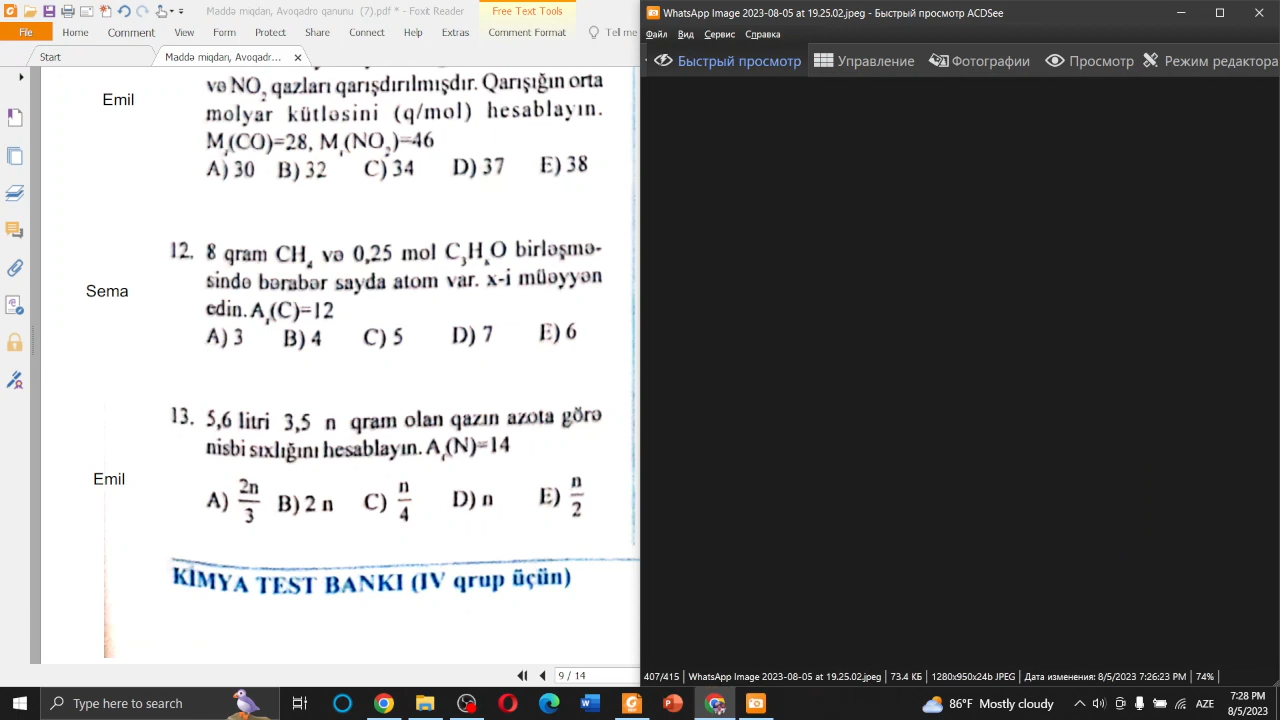 Maddə miqdarı, Avoqadro qanunu (7).pdf * - Foxit Reader
Free Text Tools
File Home Comment View Form Protect Share Connect Help Extras Comment Format Tell me
Start Maddə miqdarı, Avoqadr...
və NO₂ qazları qarışdırılmışdır. Qarışığın orta
Emil
molyar kütləsini (q/mol) hesablayın.
Mᵣ(CO)=28, Mᵣ(NO₂)=46
A) 30 B) 32 C) 34 D) 37 E) 38
12. 8 qram CH₄ və 0,25 mol C₃HₓO birləşmə-
sində bərabər sayda atom var. x-i müəyyən
Sema
edin. Aᵣ(C)=12
A) 3 B) 4 C) 5 D) 7 E) 6
13. 5,6 litri 3,5 n qram olan qazın azota görə
nisbi sıxlığını hesablayın. Aᵣ(N)=14
Emil
A) 2n/3 B) 2 n C) n/4 D) n E) n/2
KİMYA TEST BANKI (IV qrup üçün)
9 / 14
WhatsApp Image 2023-08-05 at 19.25.02.jpeg - Быстрый просмотр ACDSee
Файл Вид Сервис Справка
Быстрый просмотр Управление Фотографии Просмотр Режим редактора
407/415 WhatsApp Image 2023-08-05 at 19.25.02.jpeg 73.4 КБ 1280x950x24b JPEG Дата изменения: 8/5/2023 7:26:23 PM 74%
Type here to search
86°F Mostly cloudy
AZE
7:28 PM
8/5/2023